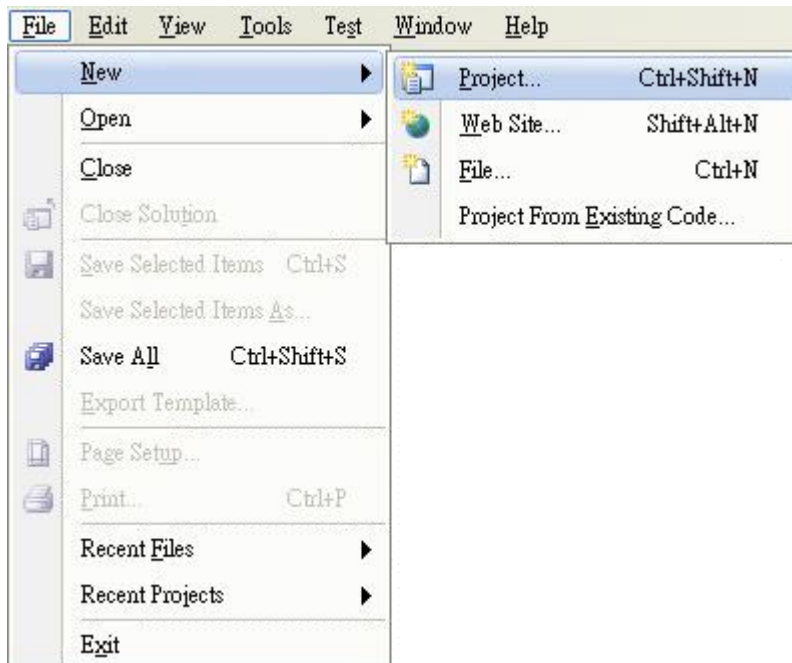 File Edit View Tools Test Window Help
New
Open
Close
Close Solution
Save Selected Items Ctrl+S
Save Selected Items As...
Save All Ctrl+Shift+S
Export Template...
Page Setup...
Print... Ctrl+P
Recent Files
Recent Projects
Exit
Project... Ctrl+Shift+N
Web Site... Shift+Alt+N
File... Ctrl+N
Project From Existing Code...